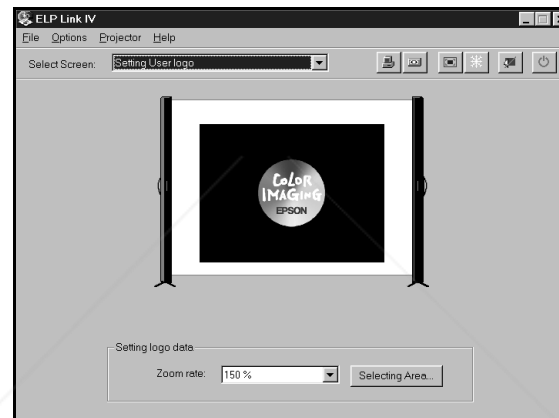 ELP Link IV
File Options Projector Help
Select Screen: Setting User logo
COLOR
IMAGING
EPSON
Setting logo data
Zoom rate: 150 % Selecting Area...